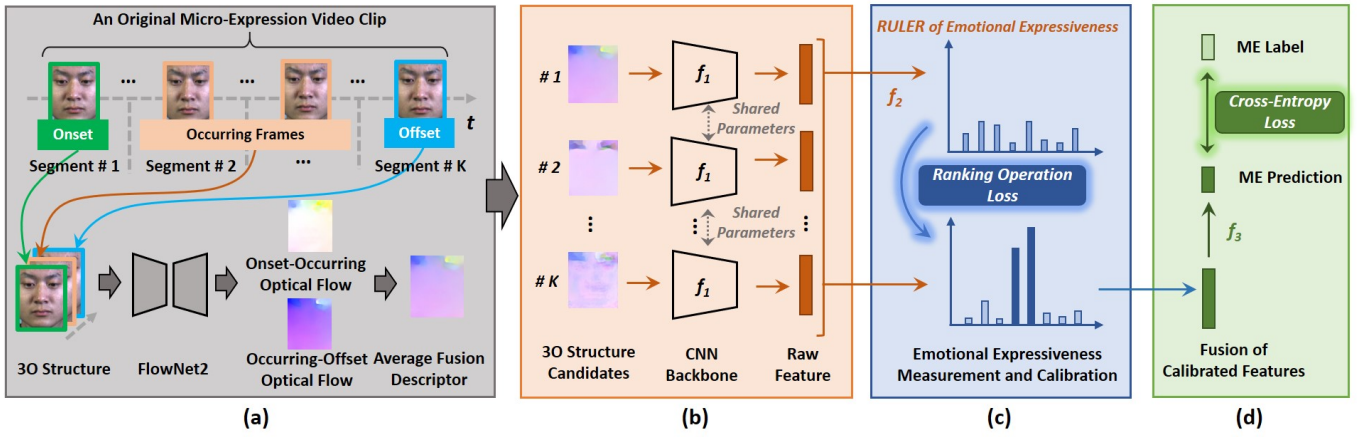 An Original Micro-Expression Video Clip
... ... ...
Onset
Occurring Frames
Offset
t
Segment # 1
Segment # 2
...
Segment # K
Onset-Occurring
Optical Flow
Occurring-Offset
Optical Flow
3O Structure
FlowNet2
Average Fusion
Descriptor
(a)
# 1
f1
Shared
Parameters
# 2
f1
Shared
Parameters
# K
f1
3O Structure
Candidates
CNN
Backbone
Raw
Feature
(b)
RULER of Emotional Expressiveness
f2
Ranking Operation
Loss
Emotional Expressiveness
Measurement and Calibration
(c)
ME Label
Cross-Entropy
Loss
ME Prediction
f3
Fusion of
Calibrated Features
(d)